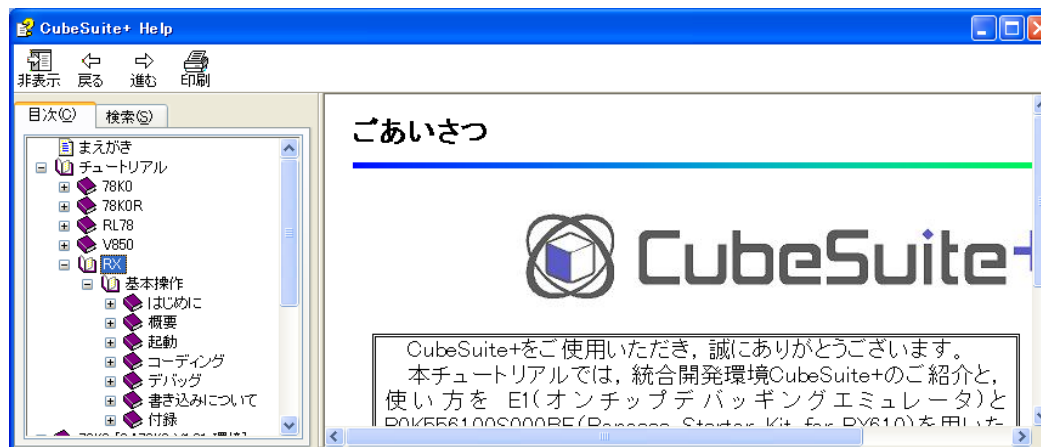 CubeSuite+ Help
非表示 戻る 進む 印刷
目次(C) 検索(S)
まえがき
チュートリアル
78K0
78K0R
RL78
V850
RX
基本操作
はじめに
概要
起動
コーディング
デバッグ
書き込みについて
付録
ごあいさつ
CubeSuite+
CubeSuite+をご使用いただき，誠にありがとうございます。
本チュートリアルでは，統合開発環境CubeSuite+のご紹介と，
使い方を E1(オンチップデバッギングエミュレータ)と